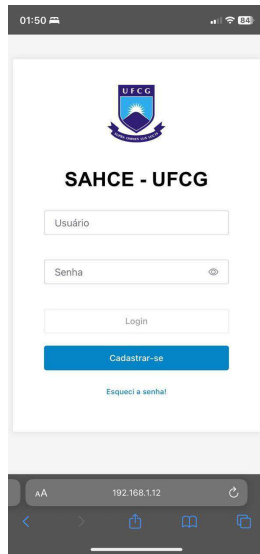 01:50
84
UFCG
SAHCE - UFCG
Usuário
Senha
Login
Cadastrar-se
Esqueci a senha!
AA 192.168.1.12